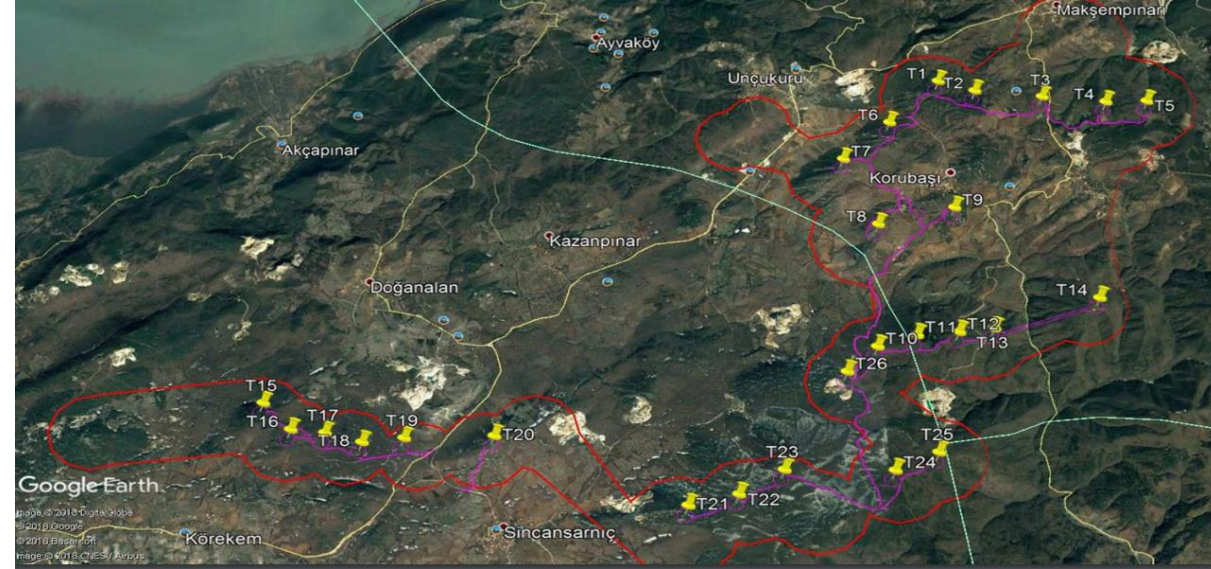 Makşempınarı
Ayvaköy
Unçukuru
T1
T2
T3
T4
T5
T6
T7
Akçapınar
Korubaşı
T9
T8
Kazanpınar
Doğanalan
T14
T10
T11
T12
T13
T26
T15
T16
T17
T18
T19
T20
T25
T23
T24
T22
T21
Google Earth
Image © 2018 DigitalGlobe
© 2018 Google
© 2018 Basarsoft
Image © 2018 CNES / Airbus
Körekem
Sincansarnıç